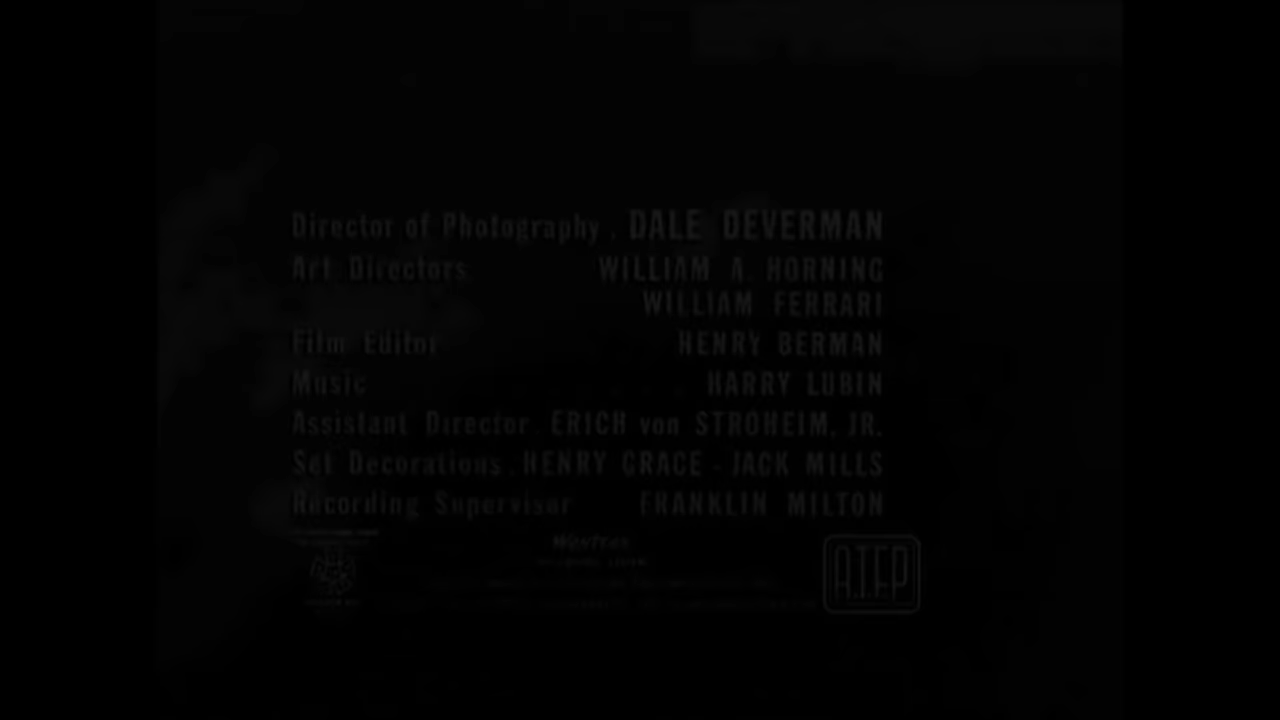 Director of Photography . DALE DEVERMAN
Art Directors WILLIAM A. HORNING
WILLIAM FERRARI
Film Editor HENRY BERMAN
Music HARRY LUBIN
Assistant Director . ERICH von STROHEIM, JR.
Set Decorations . HENRY GRACE - JACK MILLS
Recording Supervisor FRANKLIN MILTON
Westrex
A.T.F.P